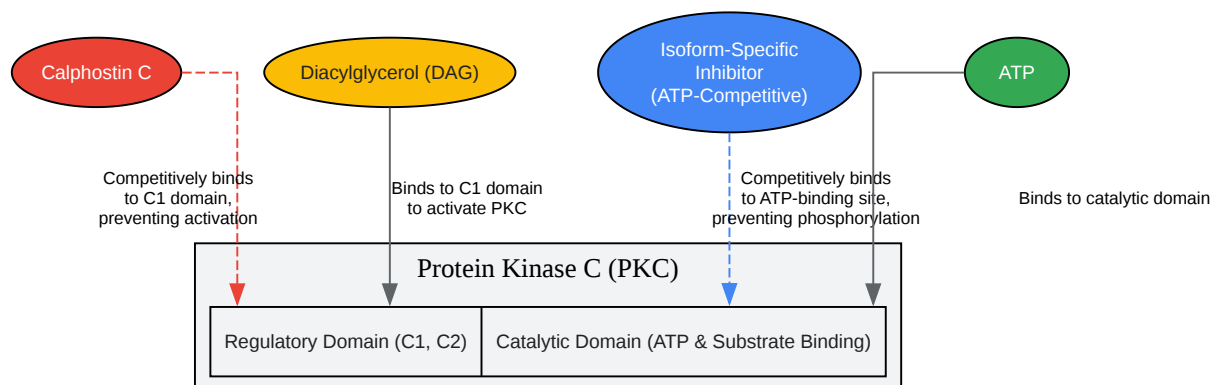 Calphostin C
Diacylglycerol (DAG)
Isoform-Specific
Inhibitor
(ATP-Competitive)
ATP
Competitively binds
to C1 domain,
preventing activation
Binds to C1 domain
to activate PKC
Competitively binds
to ATP-binding site,
preventing phosphorylation
Binds to catalytic domain
Protein Kinase C (PKC)
Regulatory Domain (C1, C2)
Catalytic Domain (ATP & Substrate Binding)